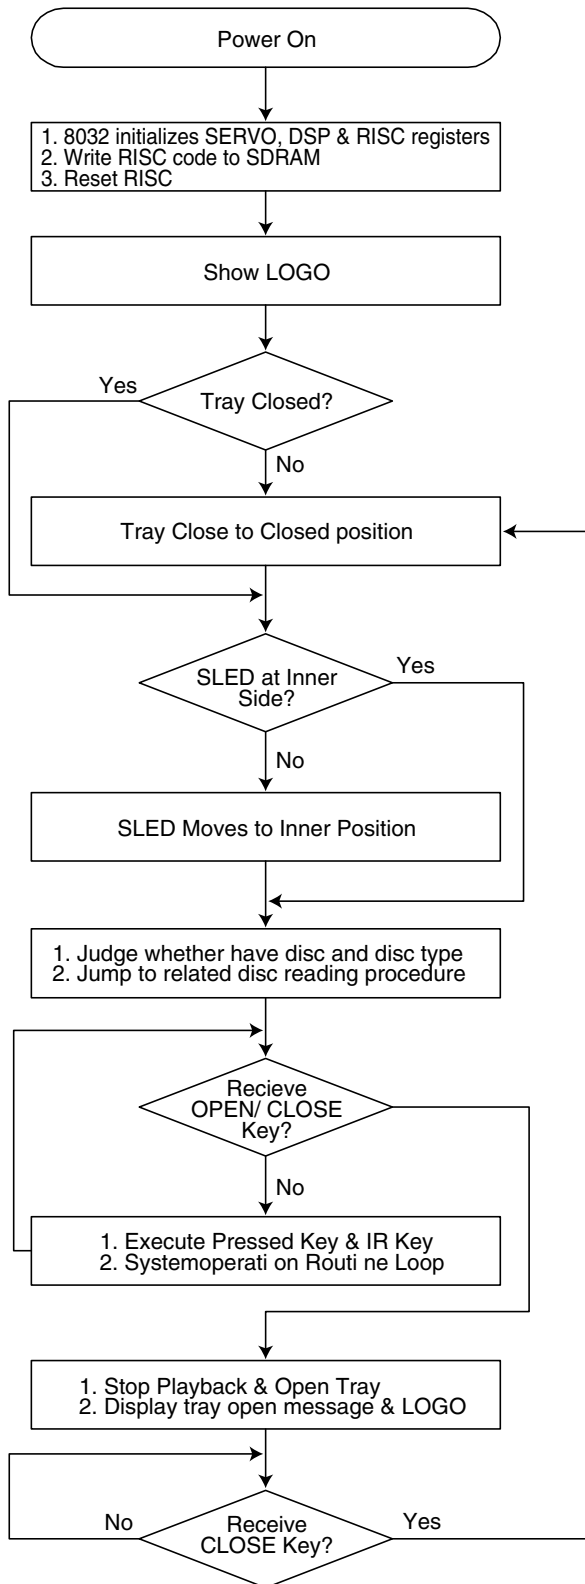 Power On
1. 8032 initializes SERVO, DSP & RISC registers
2. Write RISC code to SDRAM
3. Reset RISC
Show LOGO
Yes
Tray Closed?
No
Tray Close to Closed position
SLED at Inner
Side?
Yes
No
SLED Moves to Inner Position
1. Judge whether have disc and disc type
2. Jump to related disc reading procedure
Recieve
OPEN/ CLOSE
Key?
No
1. Execute Pressed Key & IR Key
2. Systemoperati on Routi ne Loop
1. Stop Playback & Open Tray
2. Display tray open message & LOGO
No
Receive
CLOSE Key?
Yes